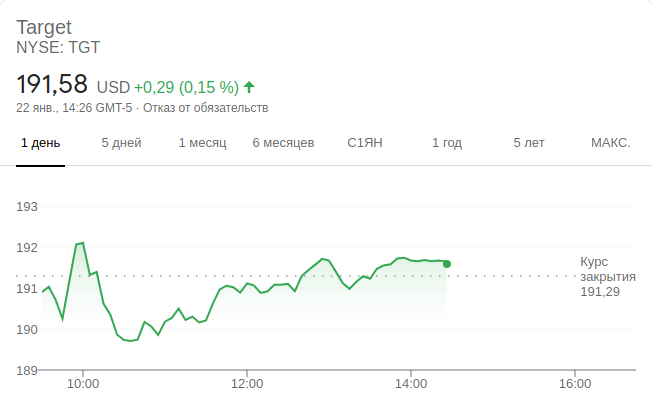 Target
NYSE: TGT
191,58 USD +0,29 (0,15 %)
22 янв., 14:26 GMT-5 · Отказ от обязательств
1 день 5 дней 1 месяц 6 месяцев С1ЯН 1 год 5 лет МАКС.
193
192
Курс
закрытия
191,29
191
190
189
10:00 12:00 14:00 16:00